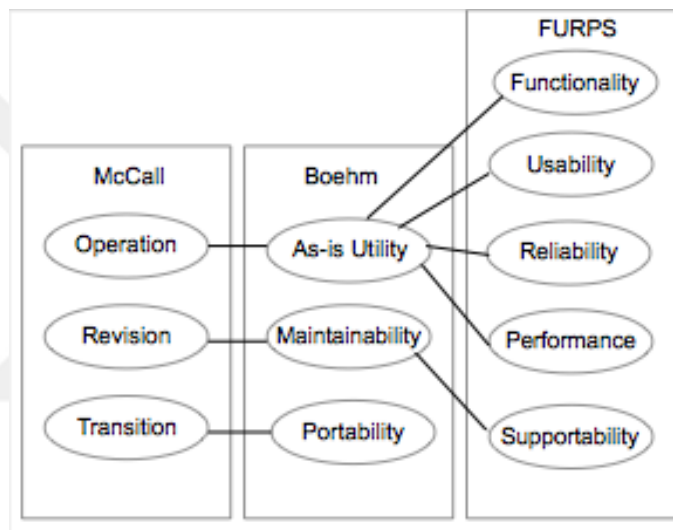 McCall
Operation
Revision
Transition
Boehm
As-is Utility
Maintainability
Portability
FURPS
Functionality
Usability
Reliability
Performance
Supportability